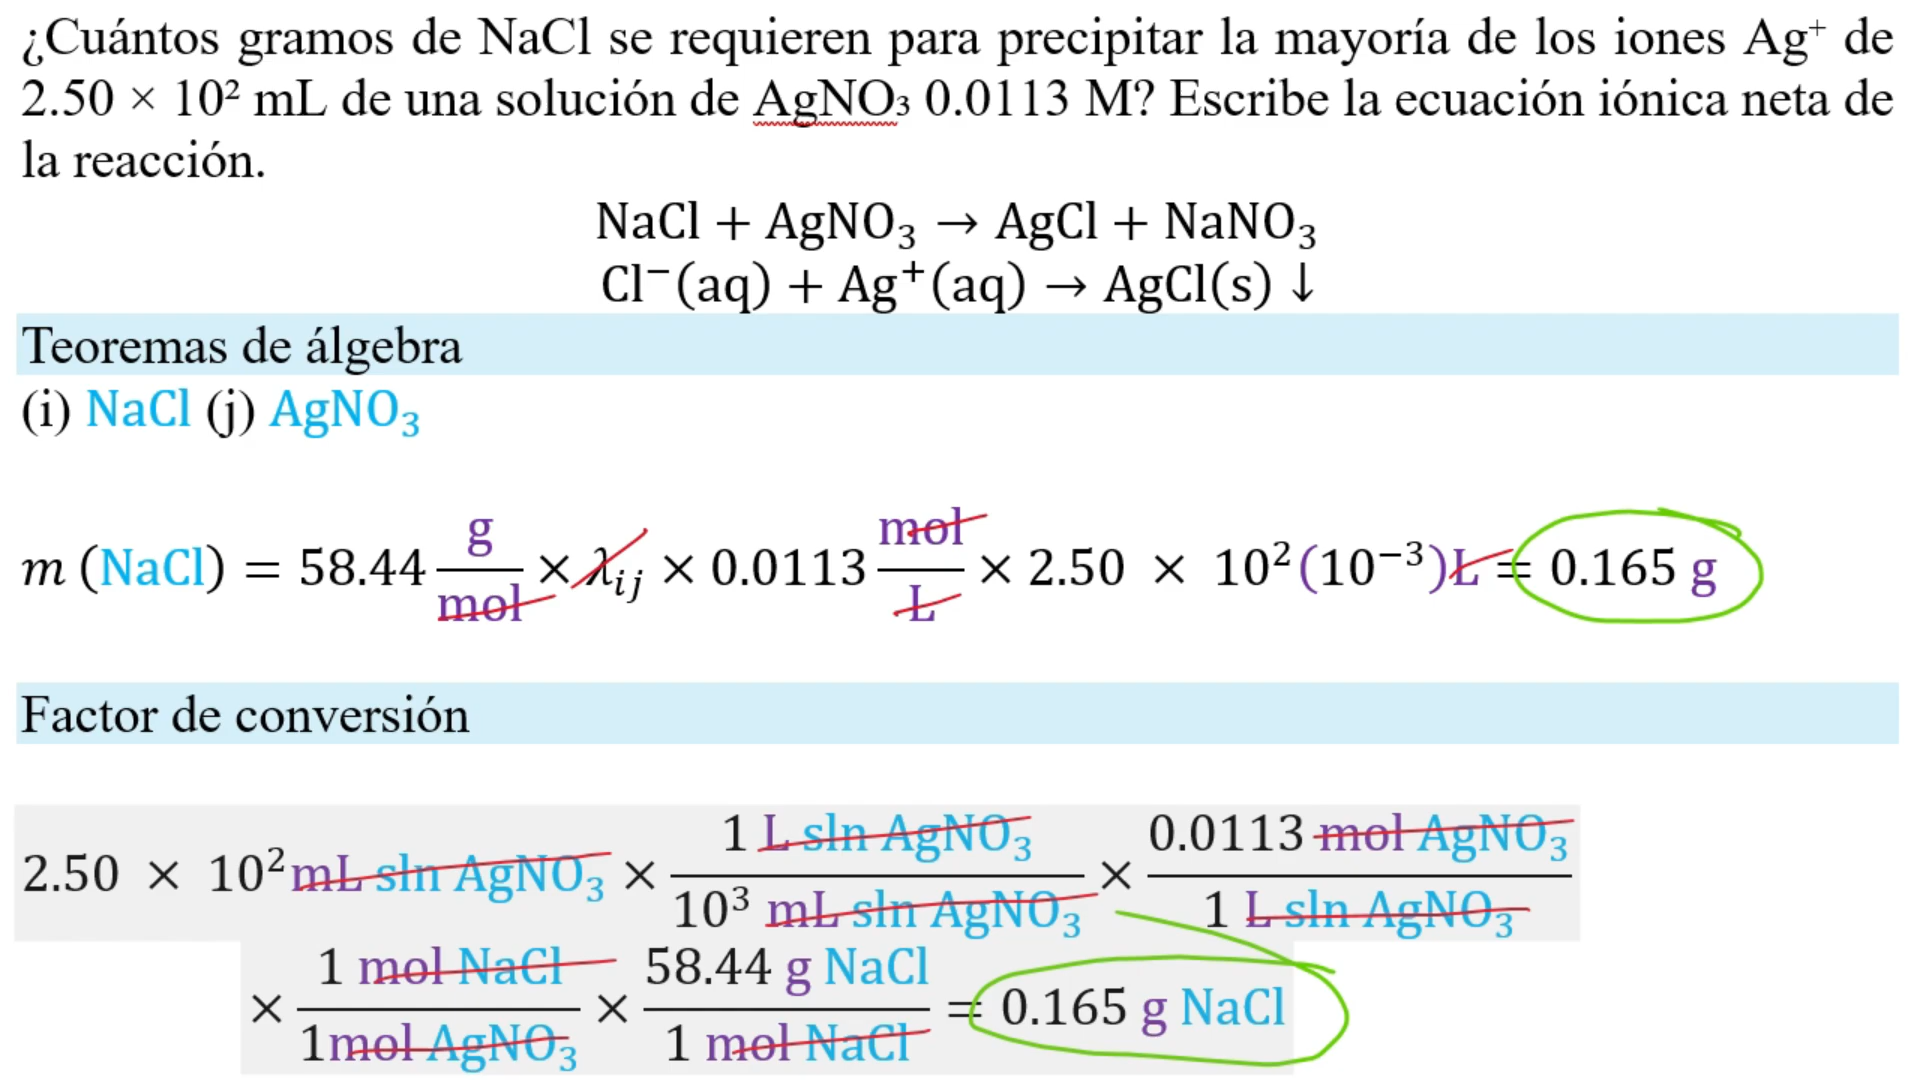 ¿Cuántos gramos de NaCl se requieren para precipitar la mayoría de los iones Ag⁺ de
2.50 × 10² mL de una solución de AgNO₃ 0.0113 M? Escribe la ecuación iónica neta de
la reacción.
NaCl + AgNO₃ → AgCl + NaNO₃
Cl⁻(aq) + Ag⁺(aq) → AgCl(s) ↓
Teoremas de álgebra
(i) NaCl (j) AgNO₃
m (NaCl) = 58.44 g/mol × λᵢⱼ × 0.0113 mol/L × 2.50 × 10²(10⁻³)L = 0.165 g
Factor de conversión
2.50 × 10² mL sln AgNO₃ × 1 L sln AgNO₃/10³ mL sln AgNO₃ × 0.0113 mol AgNO₃/1 L sln AgNO₃
× 1 mol NaCl/1mol AgNO₃ × 58.44 g NaCl/1 mol NaCl = 0.165 g NaCl